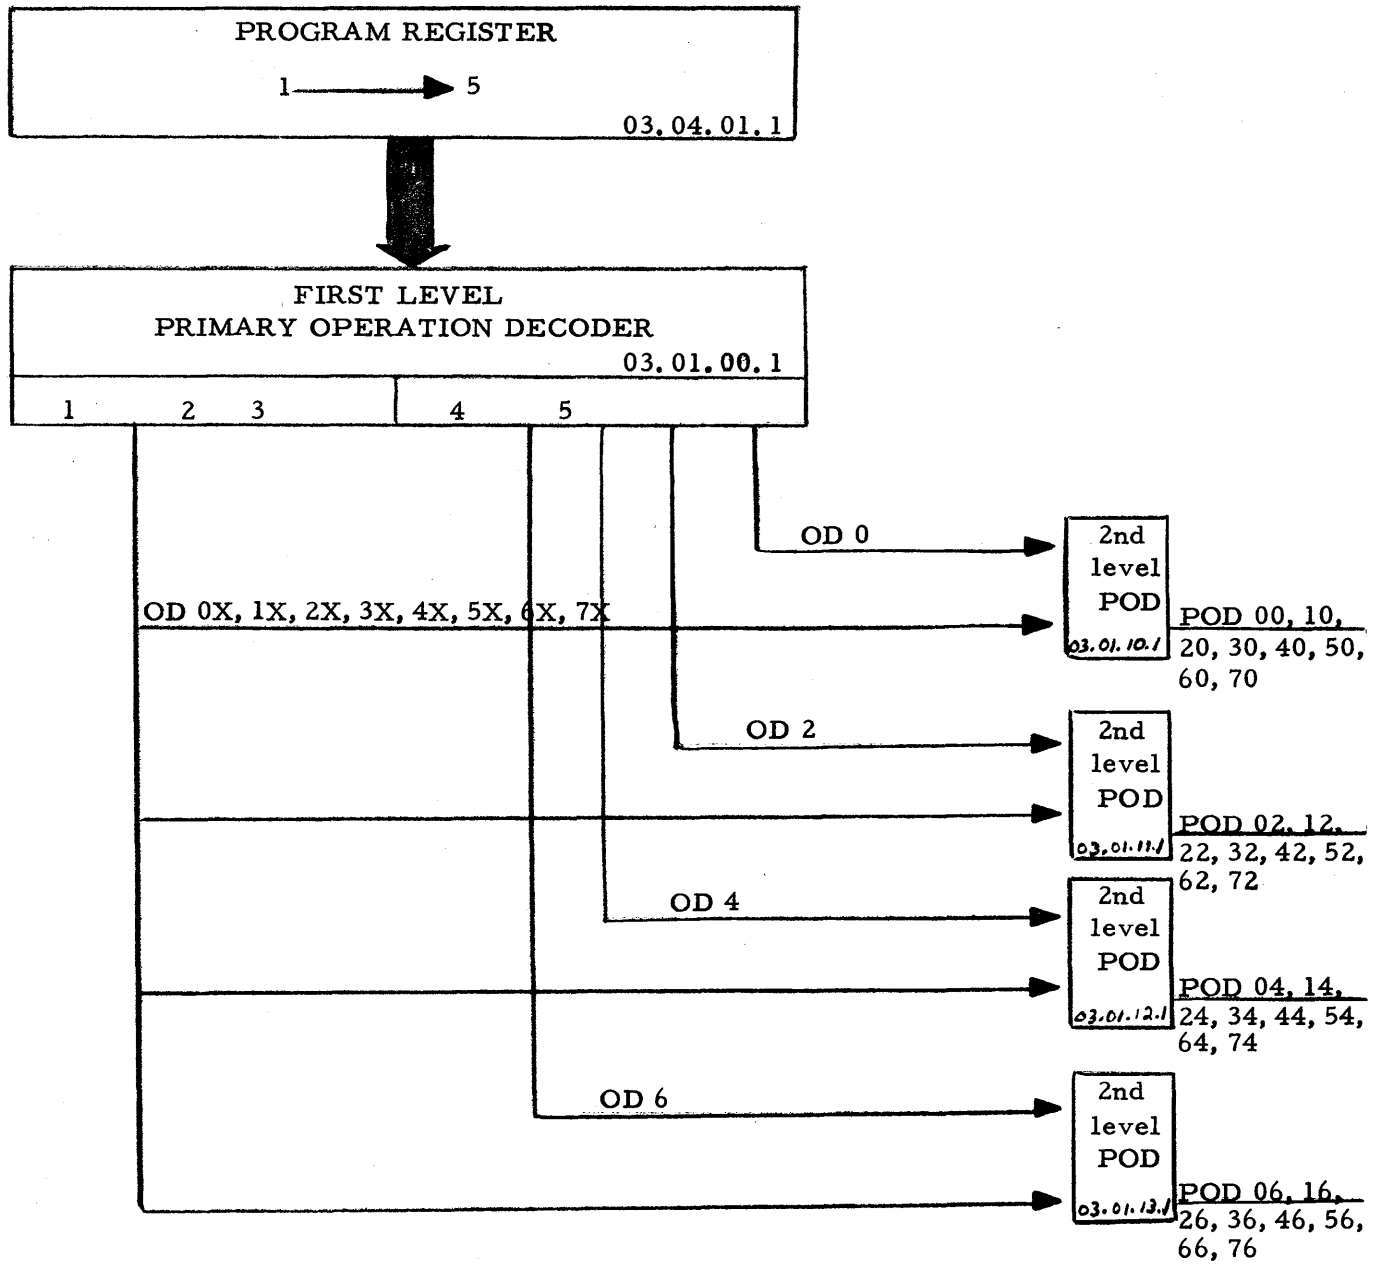 PROGRAM REGISTER
1 5
03.04.01.1
FIRST LEVEL
PRIMARY OPERATION DECODER
03.01.00.1
1 2 3 4 5
OD 0
2nd
level
POD
03.01.10.1
OD 0X, 1X, 2X, 3X, 4X, 5X, 6X, 7X
POD 00, 10,
20, 30, 40, 50,
60, 70
OD 2
2nd
level
POD
03.01.11.1
POD 02, 12,
22, 32, 42, 52,
62, 72
OD 4
2nd
level
POD
03.01.12.1
POD 04, 14,
24, 34, 44, 54,
64, 74
OD 6
2nd
level
POD
03.01.13.1
POD 06, 16,
26, 36, 46, 56,
66, 76